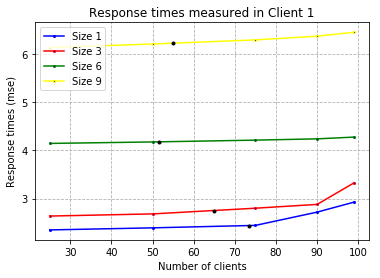 Response times measured in Client 1
Size 1
Size 3
Size 6
Size 9
Response times (mse)
6
5
4
3
30 40 50 60 70 80 90 100
Number of clients